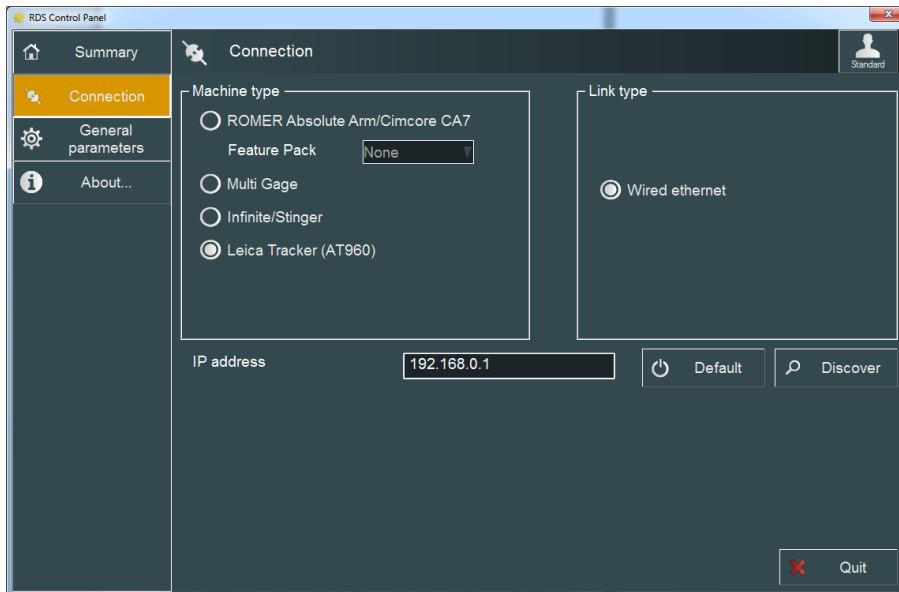 RDS Control Panel
x
Summary
Connection
General
parameters
i
About...
Connection
Standard
Machine type
ROMER Absolute Arm/Cimcore CA7
Feature Pack
None
Multi Gage
Infinite/Stinger
Leica Tracker (AT960)
Link type
Wired ethernet
IP address
192.168.0.1
Default
Discover
Quit